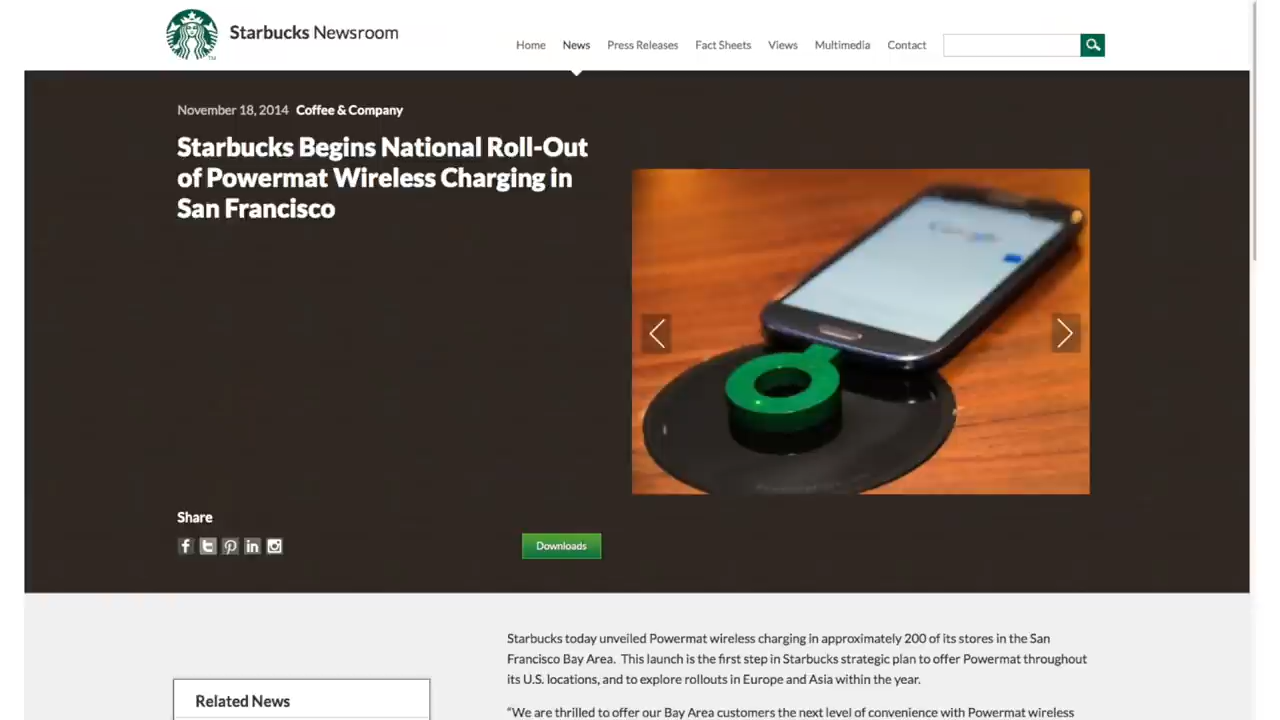 Starbucks Newsroom
Home News Press Releases Fact Sheets Views Multimedia Contact
November 18, 2014 Coffee & Company
Starbucks Begins National Roll-Out
of Powermat Wireless Charging in
San Francisco
Google
Share
Downloads
Starbucks today unveiled Powermat wireless charging in approximately 200 of its stores in the San
Francisco Bay Area. This launch is the first step in Starbucks strategic plan to offer Powermat throughout
its U.S. locations, and to explore rollouts in Europe and Asia within the year.
Related News
“We are thrilled to offer our Bay Area customers the next level of convenience with Powermat wireless